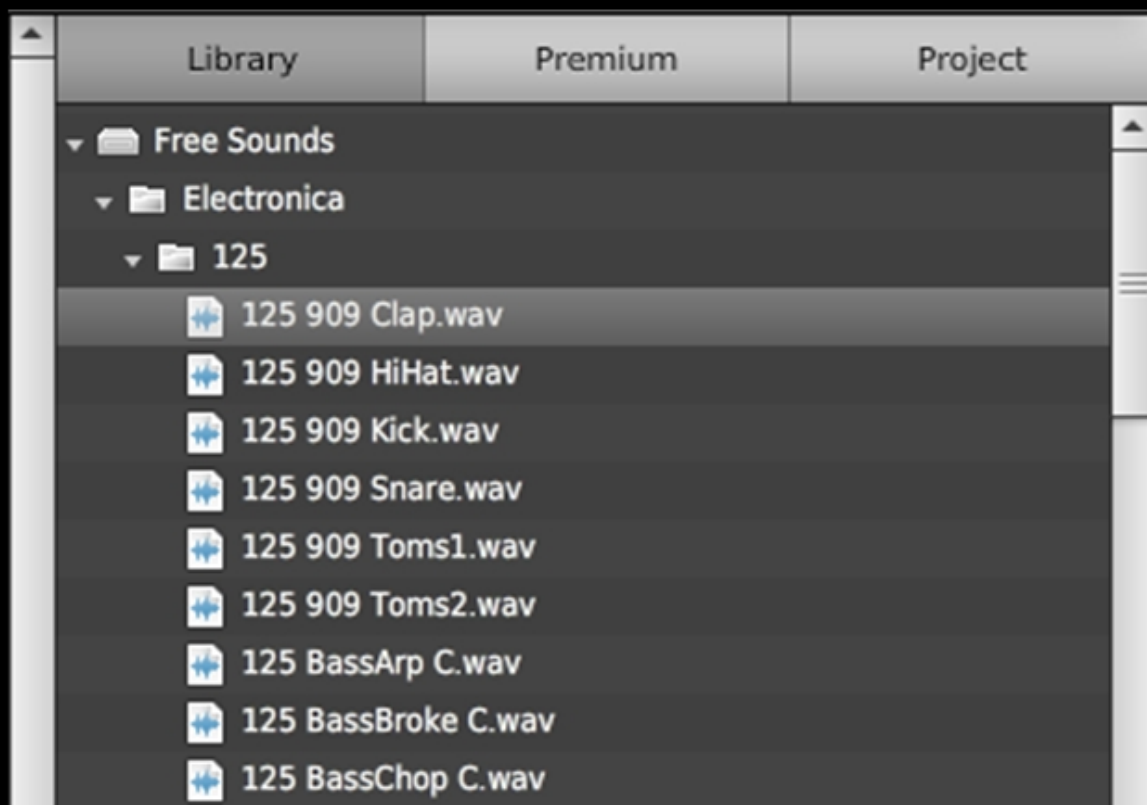 Library Premium Project
Free Sounds
Electronica
125
125 909 Clap.wav
125 909 HiHat.wav
125 909 Kick.wav
125 909 Snare.wav
125 909 Toms1.wav
125 909 Toms2.wav
125 BassArp C.wav
125 BassBroke C.wav
125 BassChop C.wav